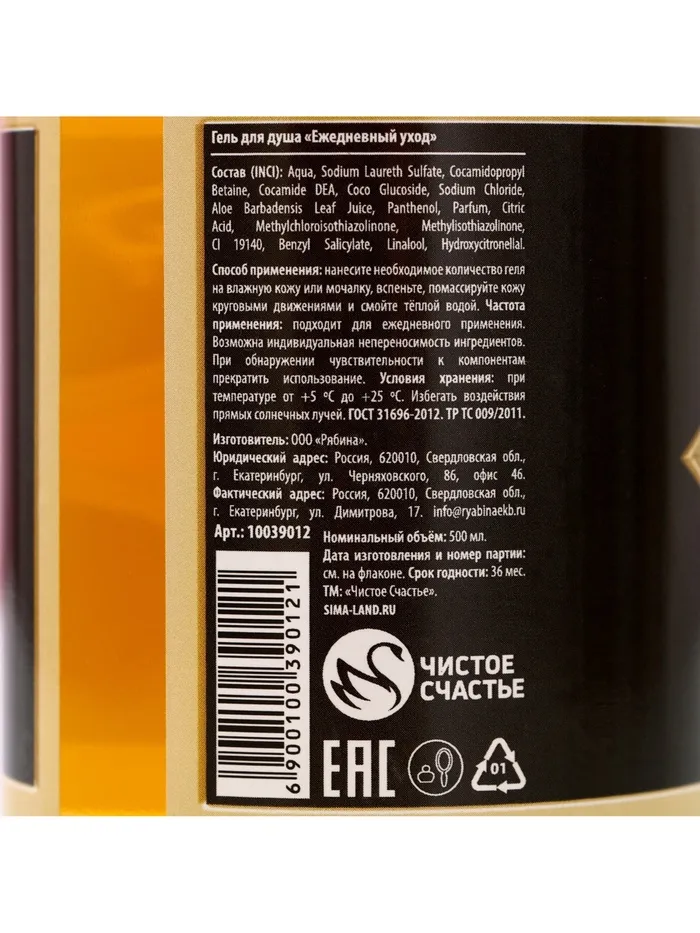 Гель для душа «Ежедневный уход»
Состав (INCI): Aqua, Sodium Laureth Sulfate, Cocamidopropyl
Betaine, Cocamide DEA, Coco Glucoside, Sodium Chloride,
Aloe Barbadensis Leaf Juice, Panthenol, Parfum, Citric
Acid, Methylchloroisothiazolinone, Methylisothiazolinone,
CI 19140, Benzyl Salicylate, Linalool, Hydroxycitronellal.
Способ применения: нанесите необходимое количество геля
на влажную кожу или мочалку, вспеньте, помассируйте кожу
круговыми движениями и смойте тёплой водой. Частота
применения: подходит для ежедневного применения.
Возможна индивидуальная непереносимость ингредиентов.
При обнаружении чувствительности к компонентам
прекратить использование. Условия хранения: при
температуре от +5 ºC до +25 ºC. Избегать воздействия
прямых солнечных лучей. ГОСТ 31696-2012. ТР ТС 009/2011.
Изготовитель: ООО «Рябина».
Юридический адрес: Россия, 620010, Свердловская обл.,
г. Екатеринбург, ул. Черняховского, 86, офис 46.
Фактический адрес: Россия, 620010, Свердловская обл.,
г. Екатеринбург, ул. Димитрова, 17. info@ryabinaekb.ru
Арт.: 10039012
Номинальный объём: 500 мл.
Дата изготовления и номер партии:
см. на флаконе. Срок годности: 36 мес.
ТМ: «Чистое Счастье».
SIMA-LAND.RU
6 900100 390121
ЧИСТОЕ
СЧАСТЬЕ
EAC
01